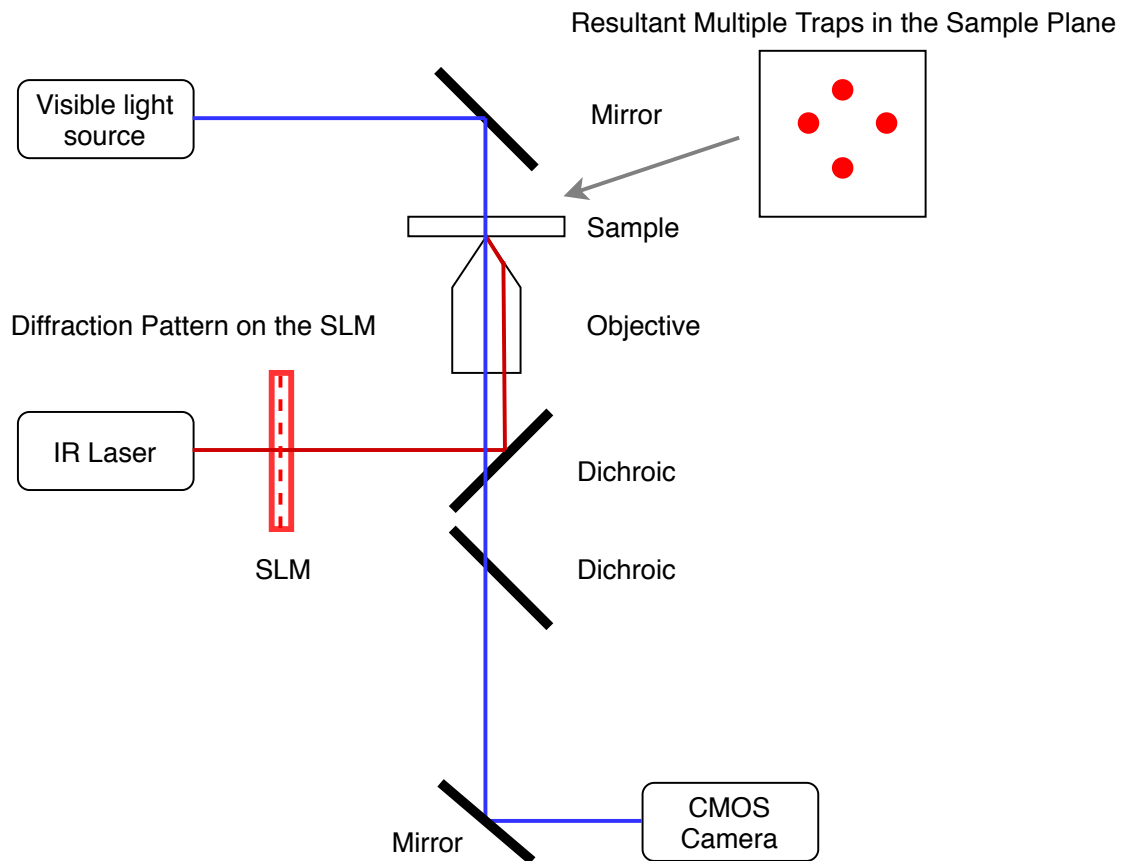 Resultant Multiple Traps in the Sample Plane
Visible light
source
Mirror
Sample
Diffraction Pattern on the SLM
Objective
IR Laser
Dichroic
SLM
Dichroic
CMOS
Camera
Mirror